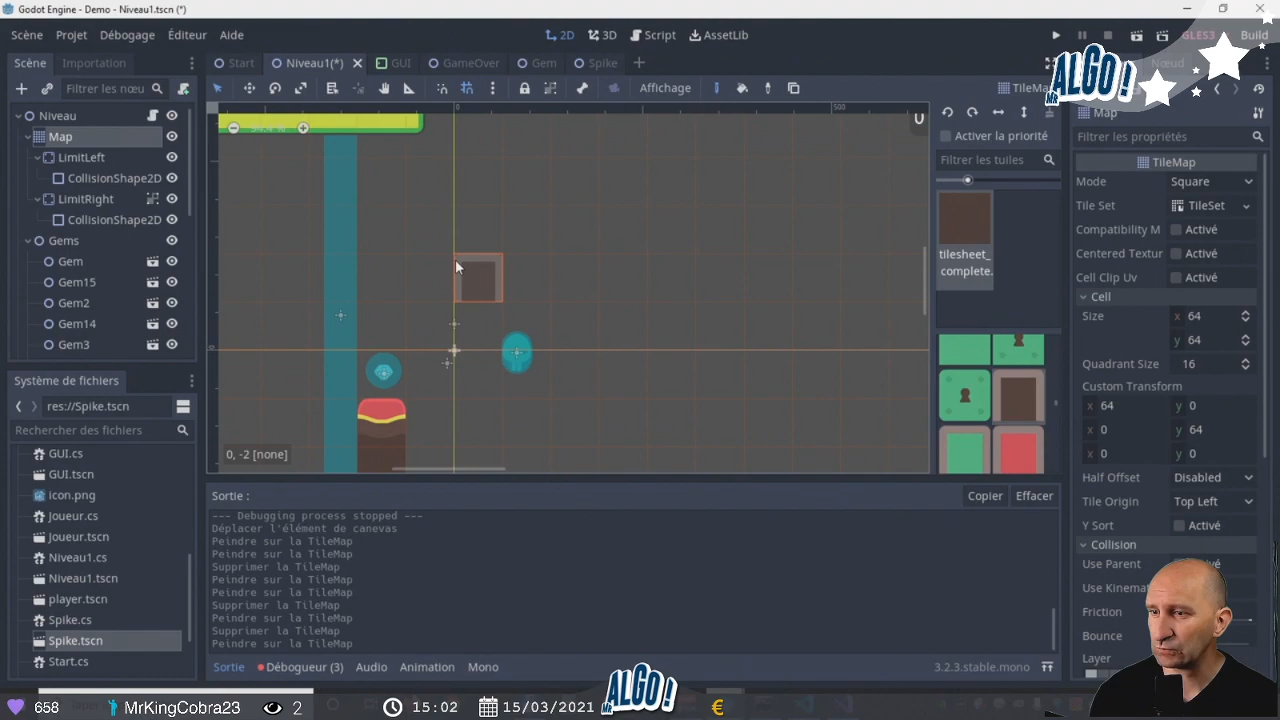 Godot Engine - Demo - Niveau1.tscn (*)
Scène Projet Débogage Éditeur Aide
2D 3D Script AssetLib
GLES3 Build
Scène Importation
Start Niveau1(*) GUI GameOver Gem Spike
Nœud
MR ALGO!
Filtrer les nœu
Affichage
TileMap
Niveau
Map
LimitLeft
CollisionShape2D
LimitRight
CollisionShape2D
Gems
Gem
Gem15
Gem2
Gem14
Gem3
0 500
0, -2 [none]
Activer la priorité
Filtrer les tuiles
tilesheet_
complete.
Map
Filtrer les propriétés
TileMap
Mode Square
Tile Set TileSet
Compatibility M Activé
Centered Textur Activé
Cell Clip Uv Activé
Cell
Size x 64
y 64
Quadrant Size 16
Custom Transform
x 64 y 0
x 0 y 64
x 0 y 0
Half Offset Disabled
Tile Origin Top Left
Y Sort Activé
Collision
Use Parent
Use Kinema
Friction
Bounce
Layer
Système de fichiers
res://Spike.tscn
Rechercher des fichiers
GUI.cs
GUI.tscn
icon.png
Joueur.cs
Joueur.tscn
Niveau1.cs
Niveau1.tscn
player.tscn
Spike.cs
Spike.tscn
Start.cs
Sortie :
Copier Effacer
--- Debugging process stopped ---
Déplacer l'élément de canevas
Peindre sur la TileMap
Peindre sur la TileMap
Supprimer la TileMap
Peindre sur la TileMap
Peindre sur la TileMap
Supprimer la TileMap
Peindre sur la TileMap
Supprimer la TileMap
Peindre sur la TileMap
Sortie Débogueur (3) Audio Animation Mono
3.2.3.stable.mono
658 MrKingCobra23 2 15:02 15/03/2021 MR ALGO! €